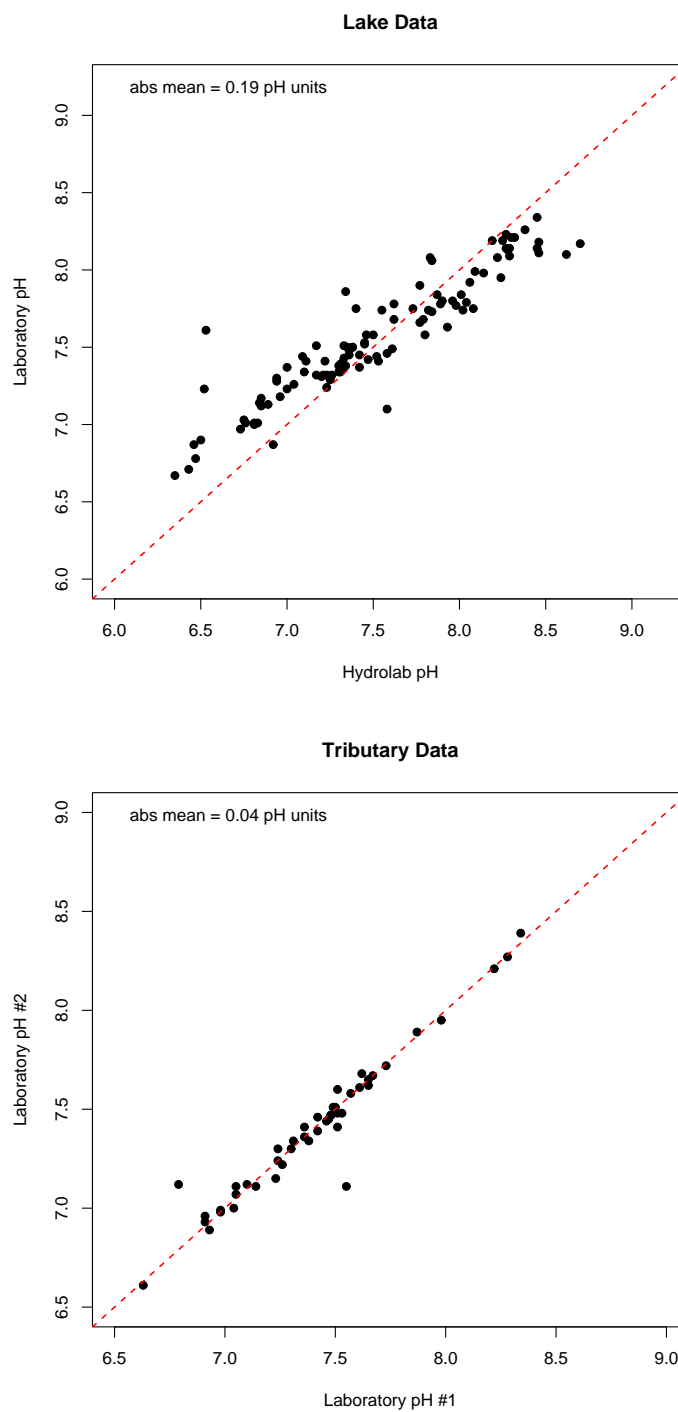 Lake Data
abs mean = 0.19 pH units
9.0
8.5
8.0
7.5
7.0
6.5
6.0
Laboratory pH
6.0 6.5 7.0 7.5 8.0 8.5 9.0
Hydrolab pH
Tributary Data
abs mean = 0.04 pH units
9.0
8.5
8.0
7.5
7.0
6.5
Laboratory pH #2
6.5 7.0 7.5 8.0 8.5 9.0
Laboratory pH #1